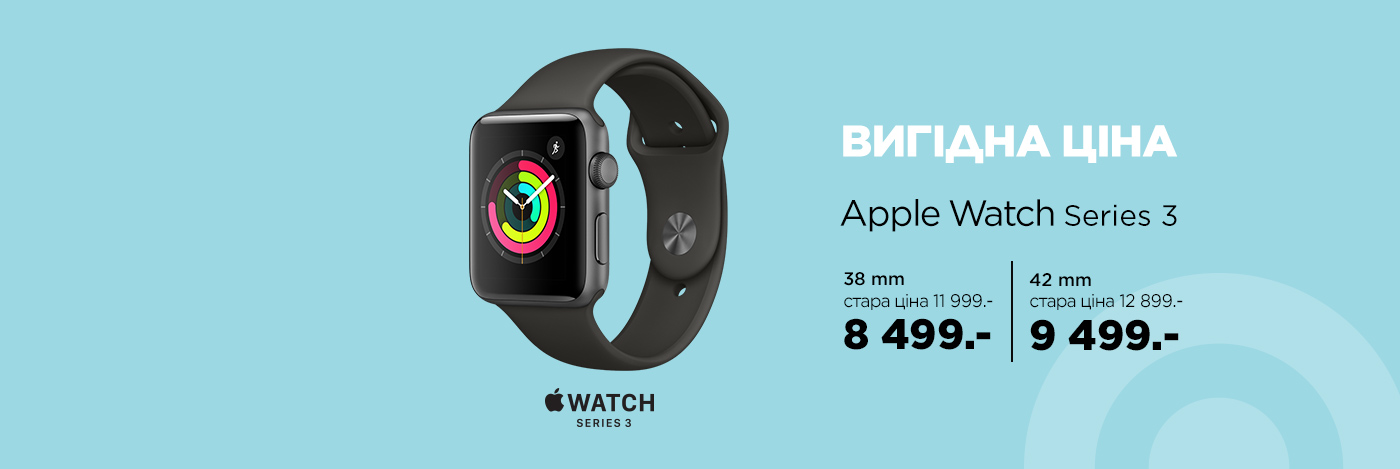 ВИГІДНА ЦІНА
Apple Watch Series 3
38 mm
стара ціна 11 999.-
8 499.-
42 mm
стара ціна 12 899.-
9 499.-
WATCH
SERIES 3